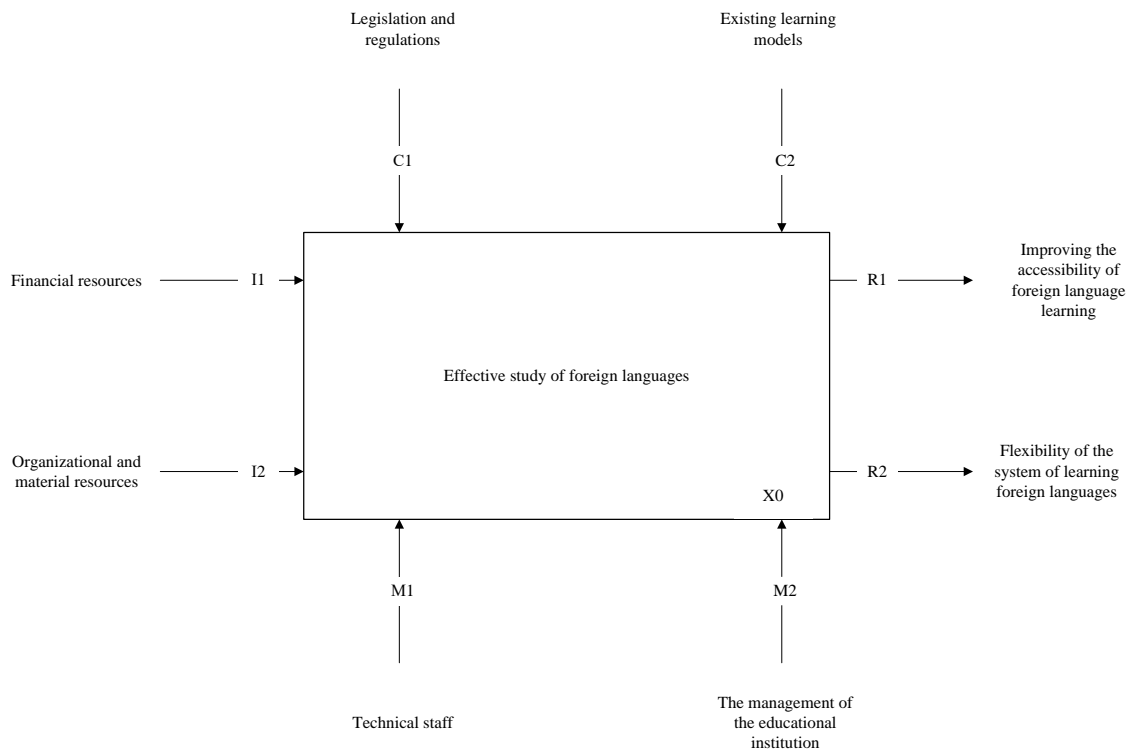 Legislation and
regulations
Existing learning
models
C1
C2
Financial resources
I1
R1
Improving the
accessibility of
foreign language
learning
Effective study of foreign languages
Organizational and
material resources
I2
R2
Flexibility of the
system of learning
foreign languages
X0
M1
M2
Technical staff
The management of
the educational
institution